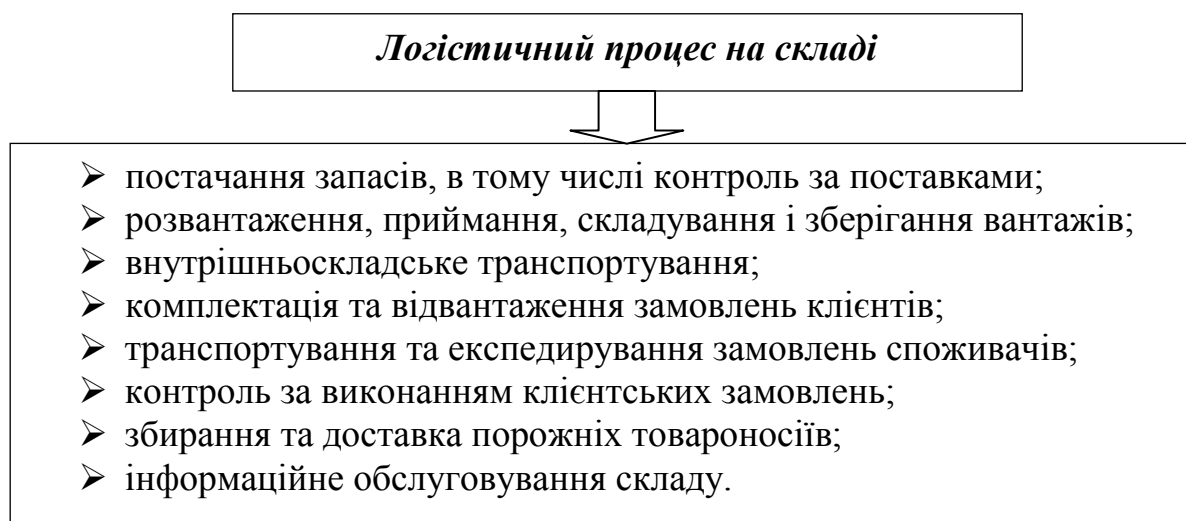 Логістичний процес на складі
➢ постачання запасів, в тому числі контроль за поставками;
➢ розвантаження, приймання, складування і зберігання вантажів;
➢ внутрішньоскладське транспортування;
➢ комплектація та відвантаження замовлень клієнтів;
➢ транспортування та експедирування замовлень споживачів;
➢ контроль за виконанням клієнтських замовлень;
➢ збирання та доставка порожніх товароносіїв;
➢ інформаційне обслуговування складу.